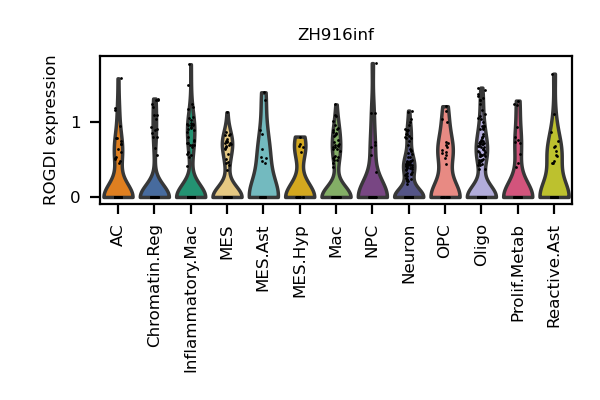 ZH916inf
ROGDI expression
1
0
AC
Chromatin.Reg
Inflammatory.Mac
MES
MES.Ast
MES.Hyp
Mac
NPC
Neuron
OPC
Oligo
Prolif.Metab
Reactive.Ast